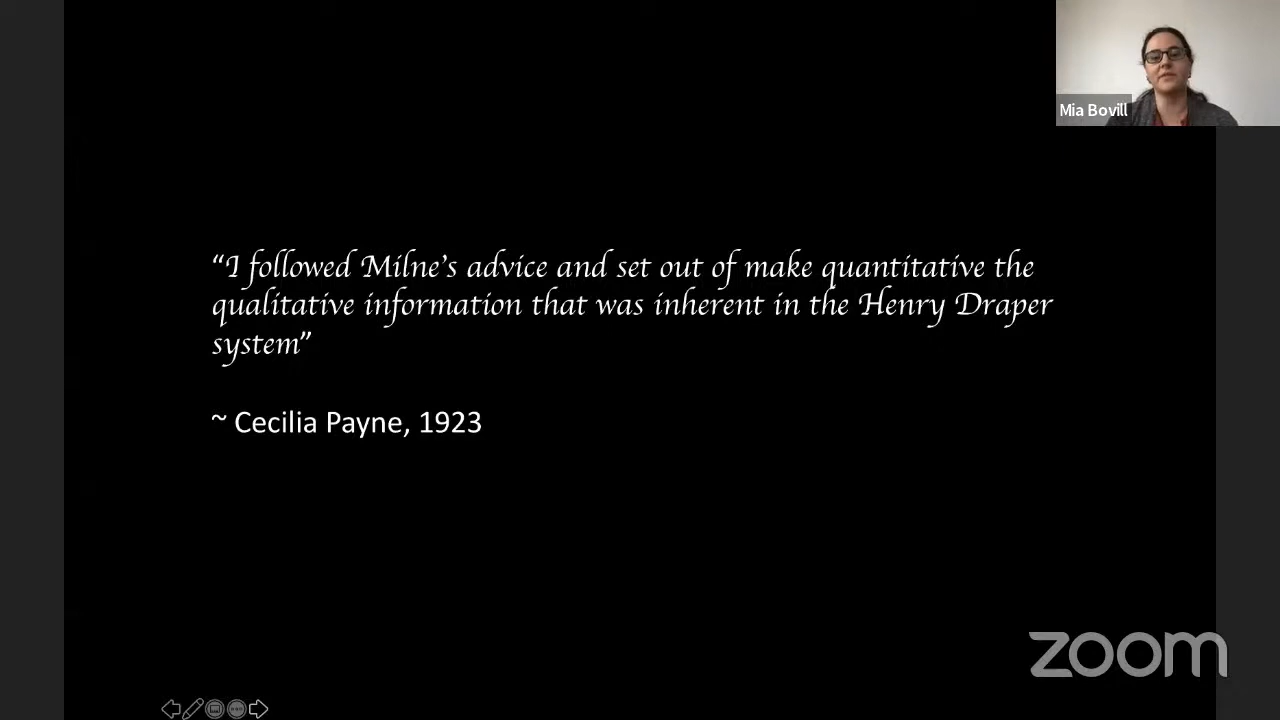 Mia Bovill
“I followed Milne's advice and set out of make quantitative the
qualitative information that was inherent in the Henry Draper
system”
~ Cecilia Payne, 1923
zoom